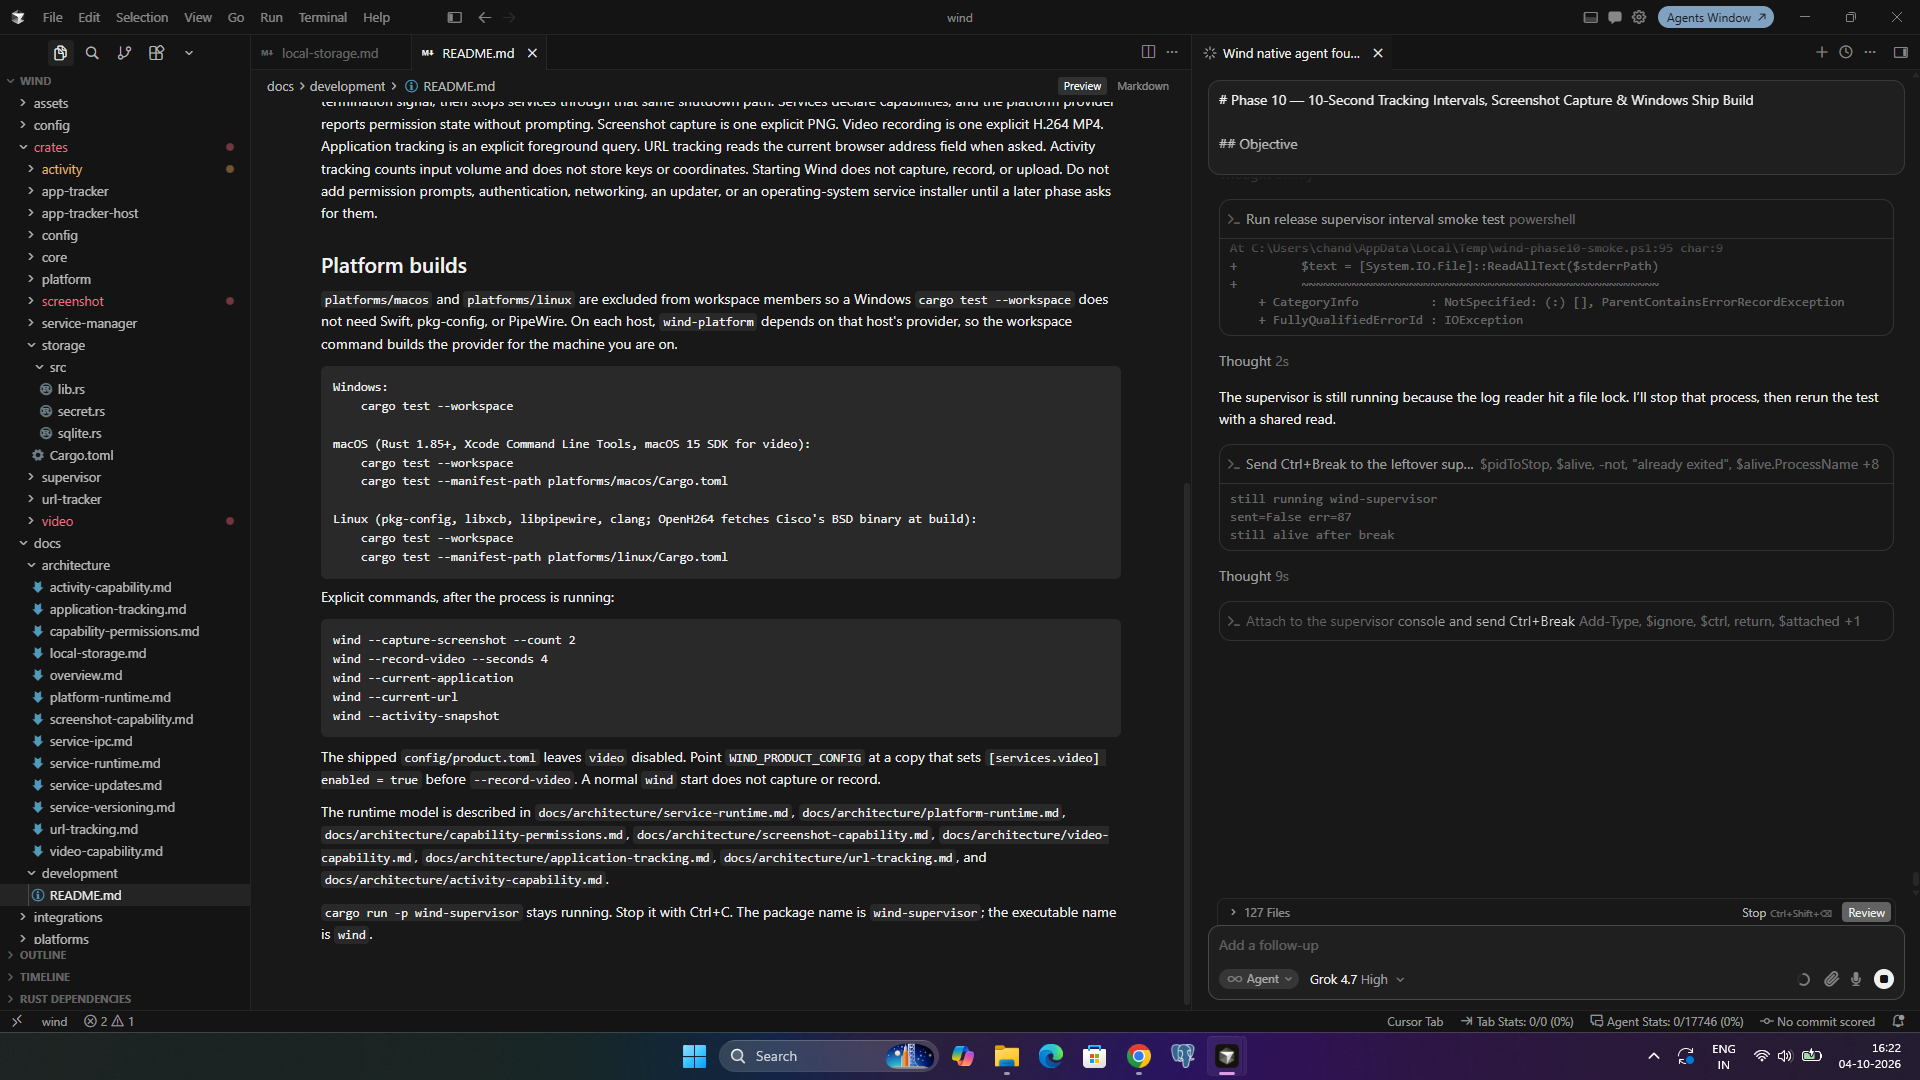 File Edit Selection View Go Run Terminal Help
wind
Agents Window ↗
WIND
assets
config
crates
activity
app-tracker
app-tracker-host
config
core
platform
screenshot
service-manager
storage
src
lib.rs
secret.rs
sqlite.rs
Cargo.toml
supervisor
url-tracker
video
docs
architecture
activity-capability.md
application-tracking.md
capability-permissions.md
local-storage.md
overview.md
platform-runtime.md
screenshot-capability.md
service-ipc.md
service-runtime.md
service-updates.md
service-versioning.md
url-tracking.md
video-capability.md
development
README.md
integrations
platforms
OUTLINE
TIMELINE
RUST DEPENDENCIES
local-storage.md
README.md
docs > development > README.md
Preview Markdown
termination signal, then stops services through that same shutdown path. Services declare capabilities, and the platform provider
reports permission state without prompting. Screenshot capture is one explicit PNG. Video recording is one explicit H.264 MP4.
Application tracking is an explicit foreground query. URL tracking reads the current browser address field when asked. Activity
tracking counts input volume and does not store keys or coordinates. Starting Wind does not capture, record, or upload. Do not
add permission prompts, authentication, networking, an updater, or an operating-system service installer until a later phase asks
for them.
Platform builds
platforms/macos and platforms/linux are excluded from workspace members so a Windows cargo test --workspace does
not need Swift, pkg-config, or PipeWire. On each host, wind-platform depends on that host's provider, so the workspace
command builds the provider for the machine you are on.
Windows:
cargo test --workspace
macOS (Rust 1.85+, Xcode Command Line Tools, macOS 15 SDK for video):
cargo test --workspace
cargo test --manifest-path platforms/macos/Cargo.toml
Linux (pkg-config, libxcb, libpipewire, clang; OpenH264 fetches Cisco's BSD binary at build):
cargo test --workspace
cargo test --manifest-path platforms/linux/Cargo.toml
Explicit commands, after the process is running:
wind --capture-screenshot --count 2
wind --record-video --seconds 4
wind --current-application
wind --current-url
wind --activity-snapshot
The shipped config/product.toml leaves video disabled. Point WIND_PRODUCT_CONFIG at a copy that sets [services.video]
enabled = true before --record-video. A normal wind start does not capture or record.
The runtime model is described in docs/architecture/service-runtime.md, docs/architecture/platform-runtime.md,
docs/architecture/capability-permissions.md, docs/architecture/screenshot-capability.md, docs/architecture/video-
capability.md, docs/architecture/application-tracking.md, docs/architecture/url-tracking.md, and
docs/architecture/activity-capability.md.
cargo run -p wind-supervisor stays running. Stop it with Ctrl+C. The package name is wind-supervisor; the executable name
is wind.
Wind native agent fou...
# Phase 10 — 10-Second Tracking Intervals, Screenshot Capture & Windows Ship Build
## Objective
Run release supervisor interval smoke test powershell
At C:\Users\chand\AppData\Local\Temp\wind-phase10-smoke.ps1:95 char:9
+ $text = [System.IO.File]::ReadAllText($stderrPath)
+ ~~~~~~~~~~~~~~~~~~~~~~~~~~~~~~~~~~~~~~~~~~~~~~~~~~
+ CategoryInfo : NotSpecified: (:) [], ParentContainsErrorRecordException
+ FullyQualifiedErrorId : IOException
Thought 2s
The supervisor is still running because the log reader hit a file lock. I'll stop that process, then rerun the test
with a shared read.
Send Ctrl+Break to the leftover sup... $pidToStop, $alive, -not, "already exited", $alive.ProcessName +8
still running wind-supervisor
sent=False err=87
still alive after break
Thought 9s
Attach to the supervisor console and send Ctrl+Break Add-Type, $ignore, $ctrl, return, $attached +1
127 Files
Stop Ctrl+Shift+⌫ Review
Add a follow-up
Agent Grok 4.7 High
wind 2 1
Cursor Tab Tab Stats: 0/0 (0%) Agent Stats: 0/17746 (0%) No commit scored
Search
ENG
IN
16:22
04-10-2026